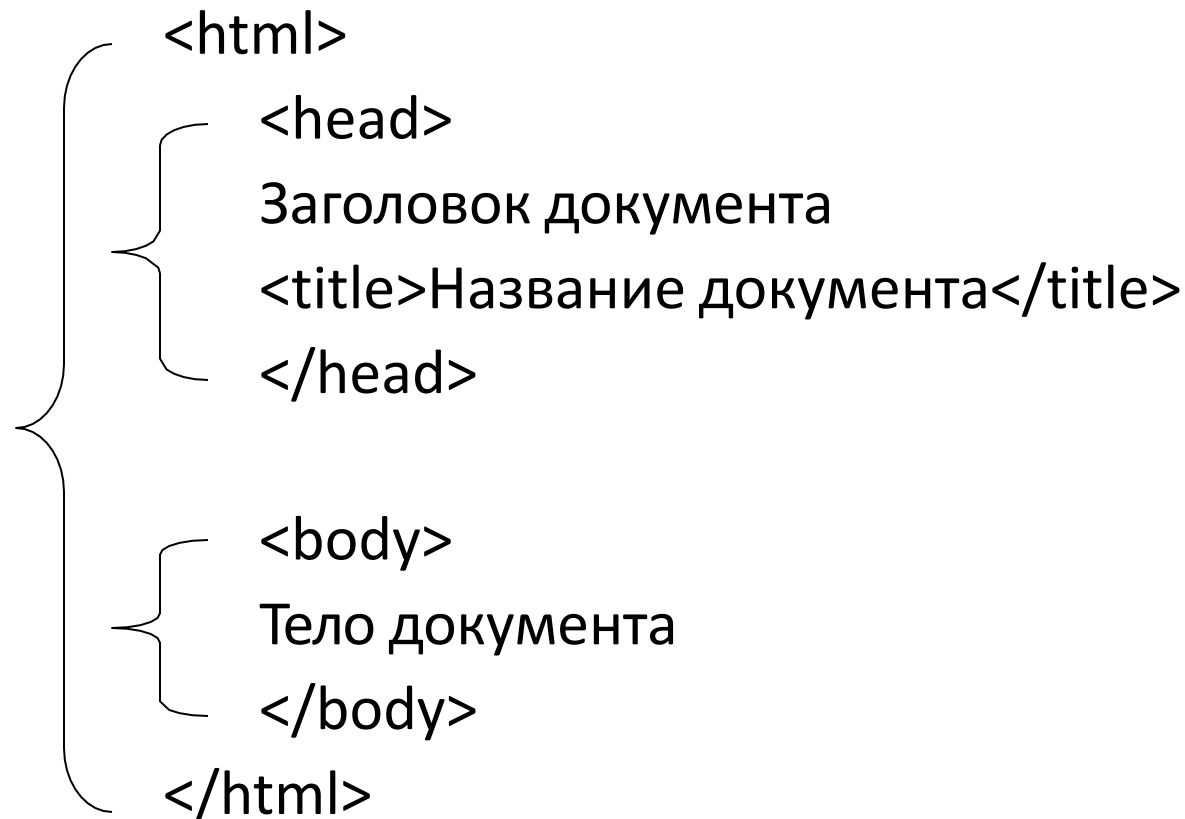 <html>
<head>
Заголовок документа
<title>Название документа</title>
</head>
<body>
Тело документа
</body>
</html>